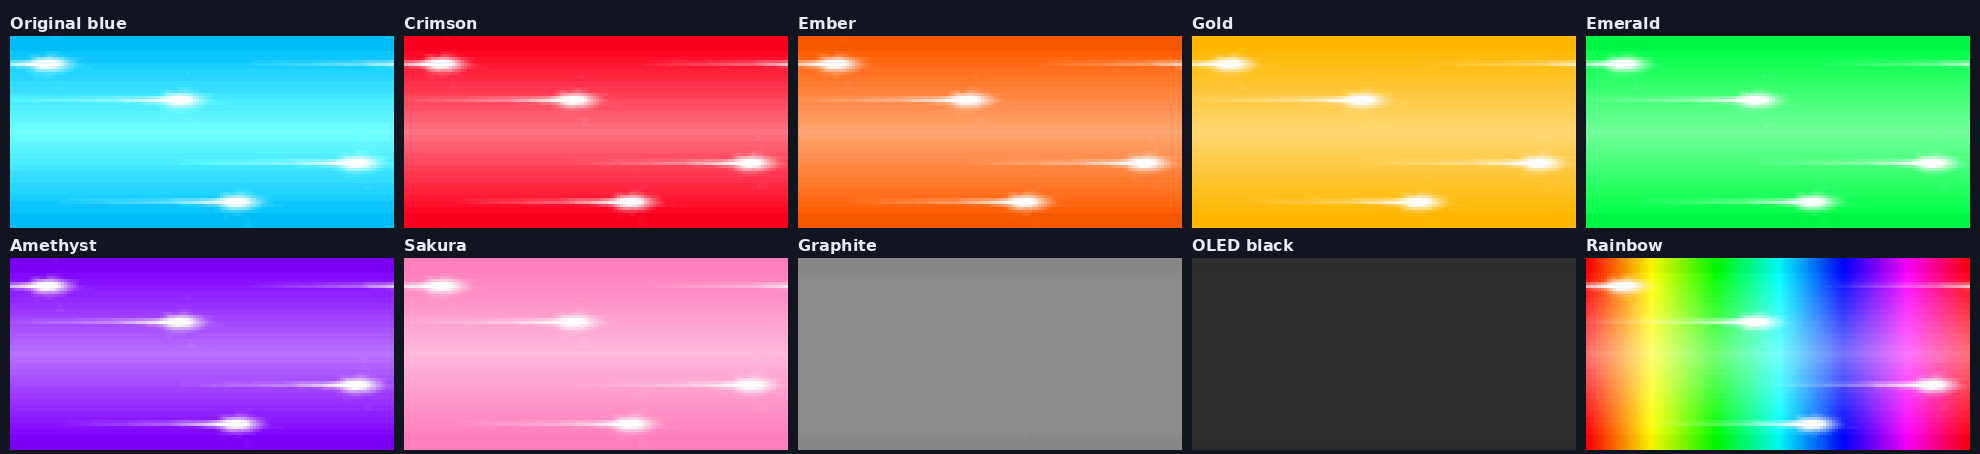 Original blue
Crimson
Ember
Gold
Emerald
Amethyst
Sakura
Graphite
OLED black
Rainbow